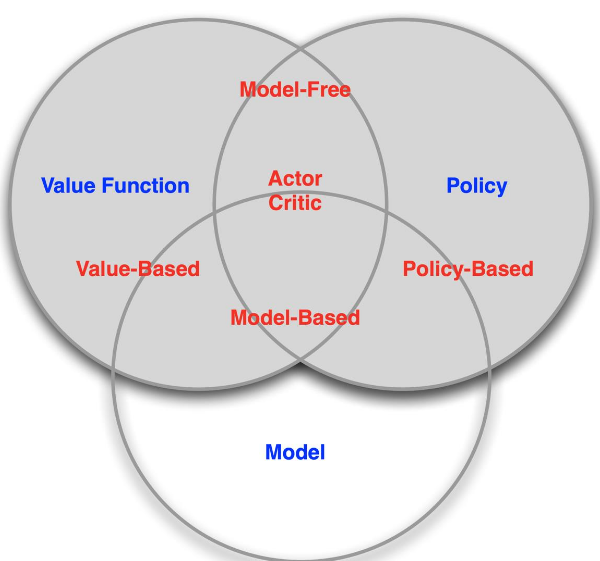 Model-Free
Actor
Critic
Value Function
Policy
Value-Based
Policy-Based
Model-Based
Model